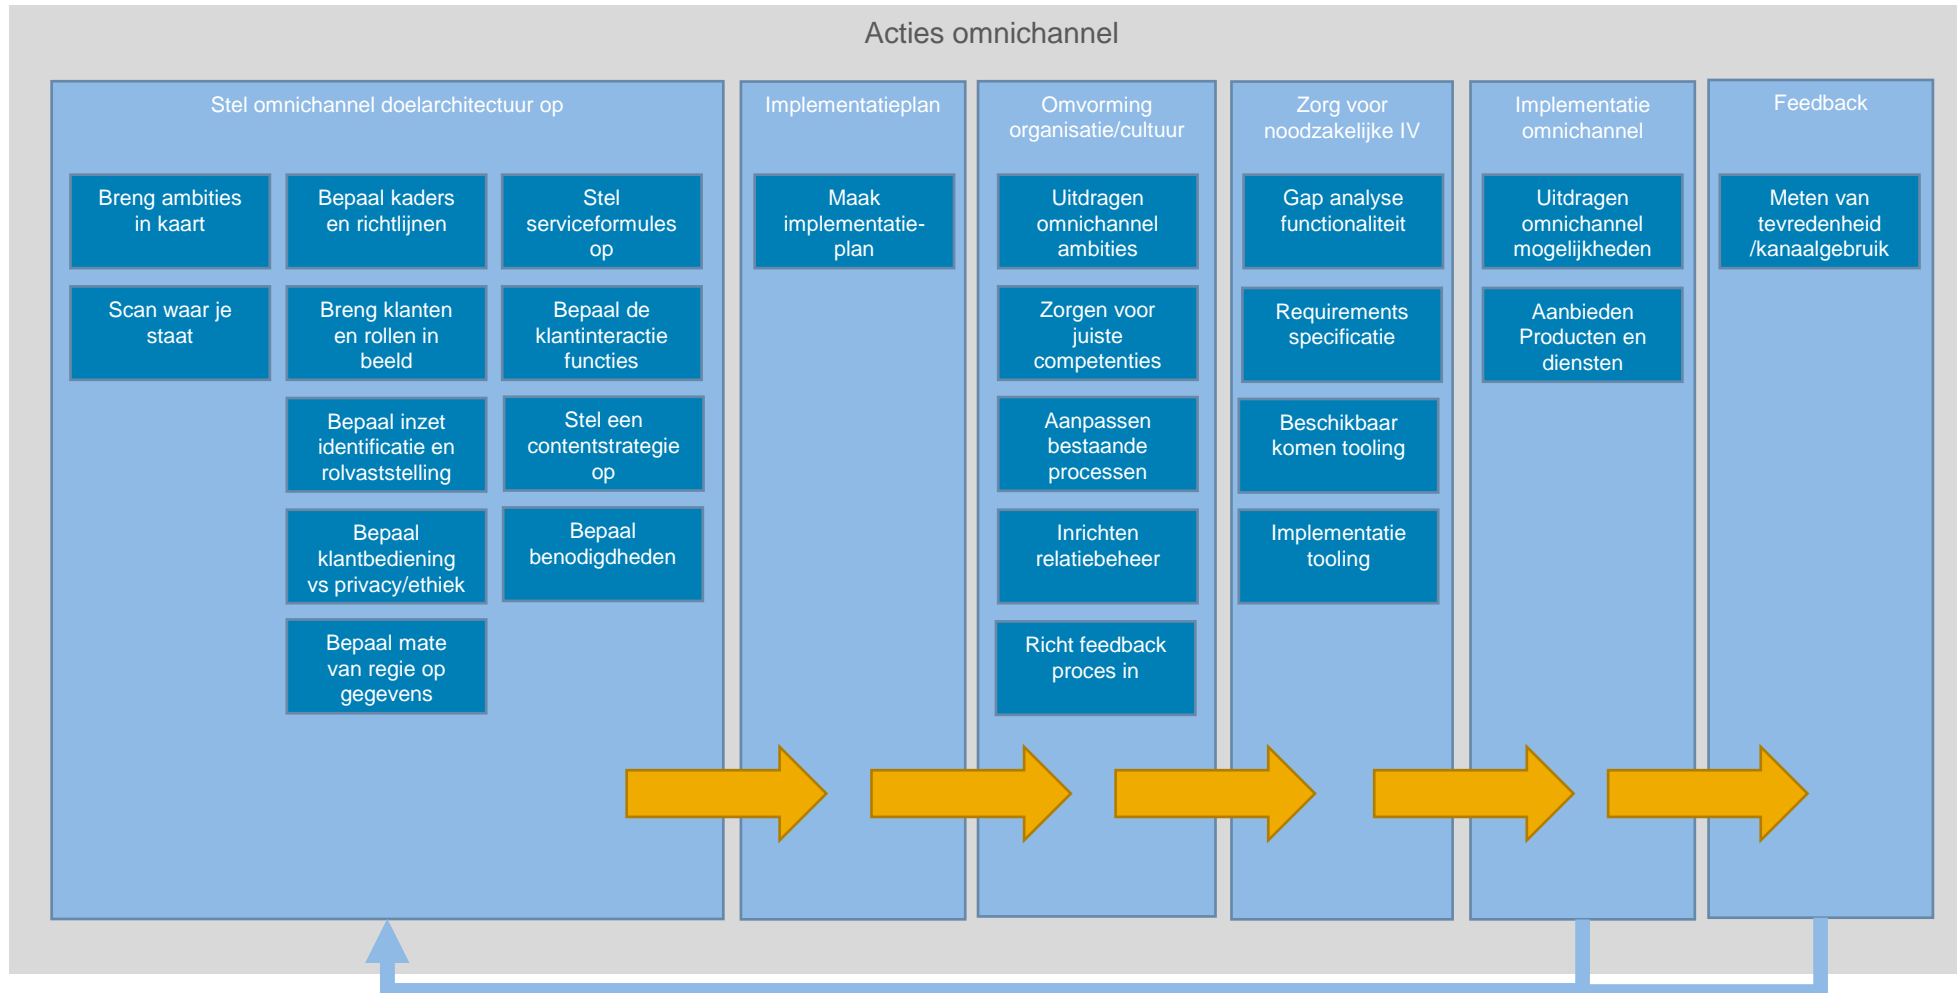 Acties omnichannel
Stel omnichannel doelarchitectuur op
Breng ambities
in kaart
Scan waar je
staat
Bepaal kaders
en richtlijnen
Breng klanten
en rollen in
beeld
Bepaal inzet
identificatie en
rolvaststelling
Bepaal
klantbediening
vs privacy/ethiek
Bepaal mate
van regie op
gegevens
Stel
serviceformules
op
Bepaal de
klantinteractie
functies
Stel een
contentstrategie
op
Bepaal
benodigdheden
Implementatieplan
Maak
implementatie-
plan
Omvorming
organisatie/cultuur
Uitdragen
omnichannel
ambities
Zorgen voor
juiste
competenties
Aanpassen
bestaande
processen
Inrichten
relatiebeheer
Richt feedback
proces in
Zorg voor
noodzakelijke IV
Gap analyse
functionaliteit
Requirements
specificatie
Beschikbaar
komen tooling
Implementatie
tooling
Implementatie
omnichannel
Uitdragen
omnichannel
mogelijkheden
Aanbieden
Producten en
diensten
Feedback
Meten van
tevredenheid
/kanaalgebruik